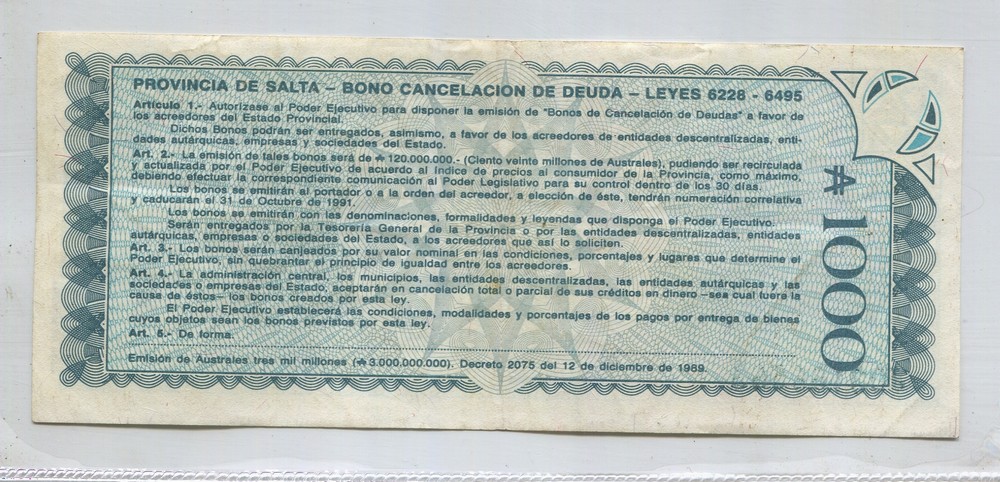 PROVINCIA DE SALTA – BONO CANCELACION DE DEUDA – LEYES 6228 - 6495
Artículo 1.- Autorízase al Poder Ejecutivo para disponer la emisión de "Bonos de Cancelación de Deudas" a favor de
los acreedores del Estado Provincial.
Dichos Bonos podrán ser entregados, asimismo, a favor de los acreedores de entidades descentralizadas, enti-
dades autárquicas, empresas y sociedades del Estado.
Art. 2.- La emisión de tales bonos será de ₳ 120.000.000.- (Ciento veinte millones de Australes), pudiendo ser recirculada
y actualizada por el Poder Ejecutivo de acuerdo al índice de precios al consumidor de la Provincia, como máximo,
debiendo efectuar la correspondiente comunicación al Poder Legislativo para su control dentro de los 30 días.
Los bonos se emitirán al portador o a la orden del acreedor, a elección de éste, tendrán numeración correlativa
y caducarán el 31 de Octubre de 1991.
Los bonos se emitirán con las denominaciones, formalidades y leyendas que disponga el Poder Ejecutivo.
Serán entregados por la Tesorería General de la Provincia o por las entidades descentralizadas, entidades
autárquicas, empresas o sociedades del Estado, a los acreedores que así lo soliciten.
Art. 3.- Los bonos serán canjeados por su valor nominal en las condiciones, porcentajes y lugares que determine el
Poder Ejecutivo, sin quebrantar el principio de igualdad entre los acreedores.
Art. 4.- La administración central, los municipios, las entidades descentralizadas, las entidades autárquicas y las
sociedades o empresas del Estado, aceptarán en cancelación total o parcial de sus créditos en dinero –sea cual fuera la
causa de éstos– los bonos creados por esta ley.
El Poder Ejecutivo establecerá las condiciones, modalidades y porcentajes de los pagos por entrega de bienes
cuyos objetos sean los bonos previstos por esta ley.
Art. 5.- De forma.
Emisión de Australes tres mil millones (₳ 3.000.000.000). Decreto 2075 del 12 de diciembre de 1989.
₳ 1000